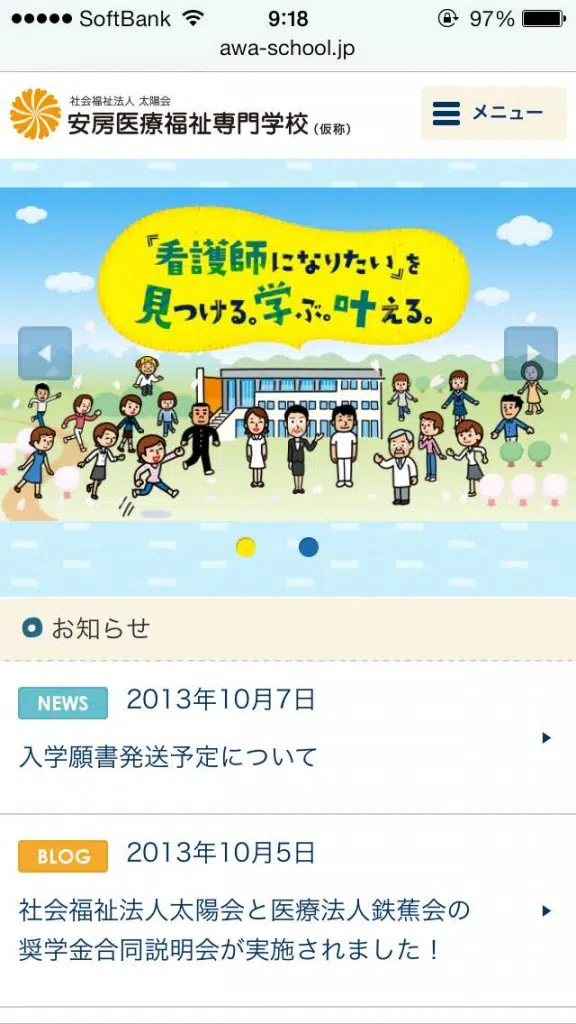 SoftBank 9:18 97%
awa-school.jp
社会福祉法人 太陽会
安房医療福祉専門学校(仮称)
メニュー
『看護師になりたい』を
見つける。学ぶ。叶える。
お知らせ
NEWS 2013年10月7日
入学願書発送予定について
BLOG 2013年10月5日
社会福祉法人太陽会と医療法人鉄蕉会の
奨学金合同説明会が実施されました!